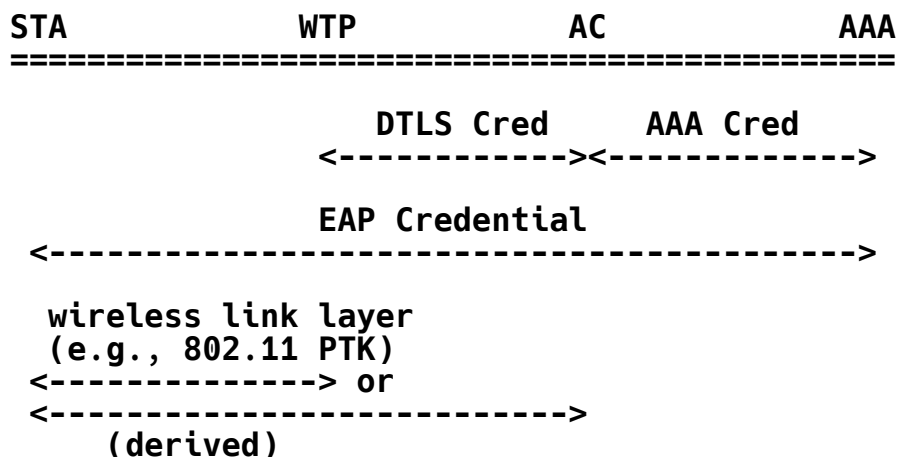 STA            WTP           AC            AAA
==============================================
DTLS Cred     AAA Cred
<------------><------------->
EAP Credential
<------------------------------------------>
wireless link layer
(e.g., 802.11 PTK)
<--------------> or
<--------------------------->
(derived)